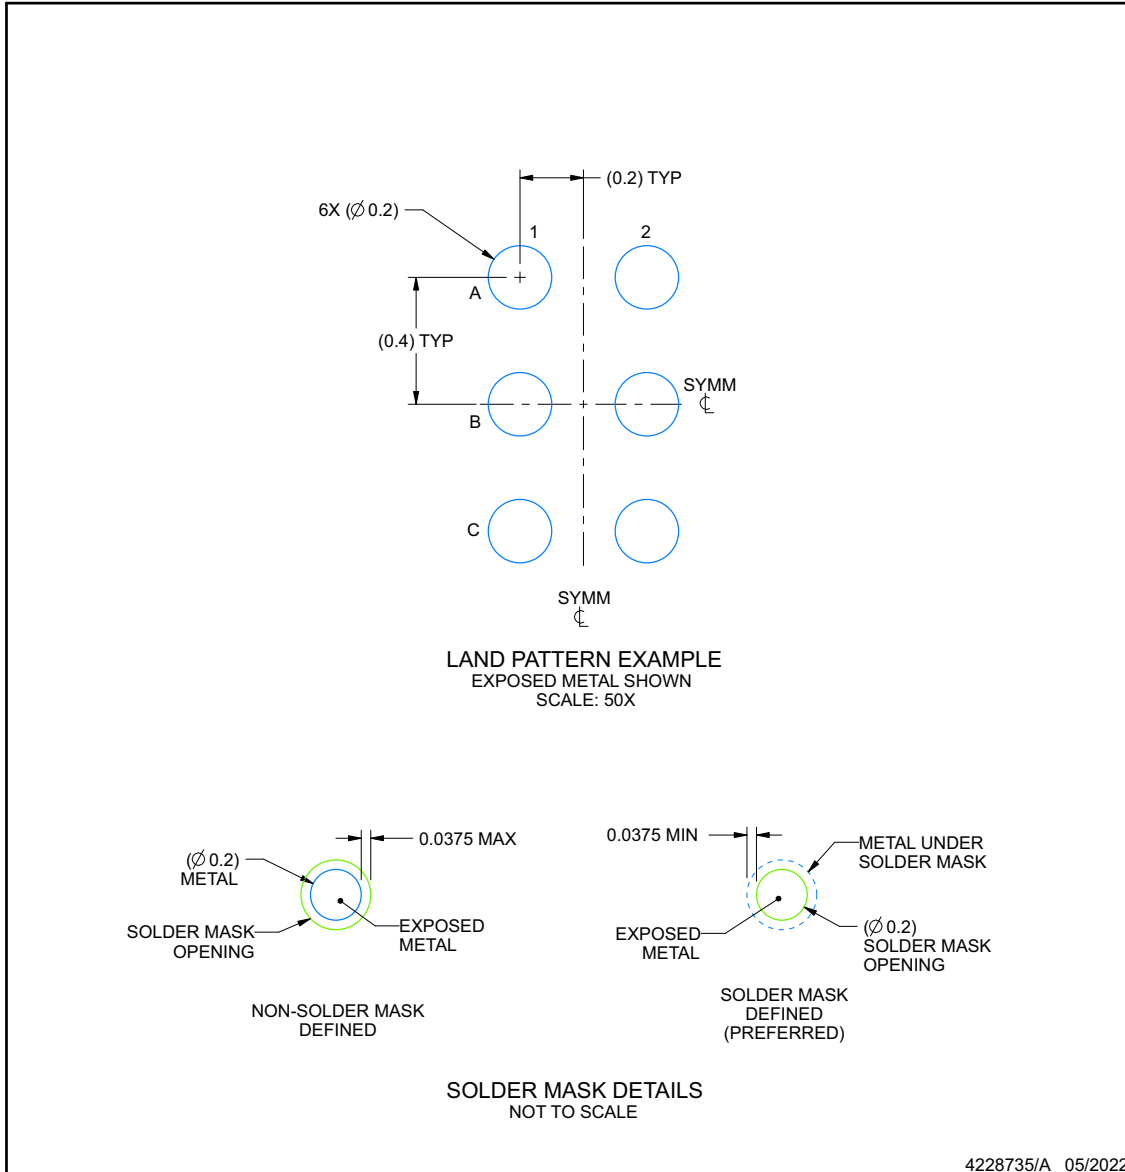 (0.2) TYP
6X (∅ 0.2)
1
2
A
(0.4) TYP
SYMM
℄
B
C
SYMM
℄
LAND PATTERN EXAMPLE
EXPOSED METAL SHOWN
SCALE: 50X
0.0375 MAX
(∅ 0.2)
METAL
SOLDER MASK
OPENING
EXPOSED
METAL
NON-SOLDER MASK
DEFINED
0.0375 MIN
METAL UNDER
SOLDER MASK
EXPOSED
METAL
(∅ 0.2)
SOLDER MASK
OPENING
SOLDER MASK
DEFINED
(PREFERRED)
SOLDER MASK DETAILS
NOT TO SCALE
4228735/A 05/2022